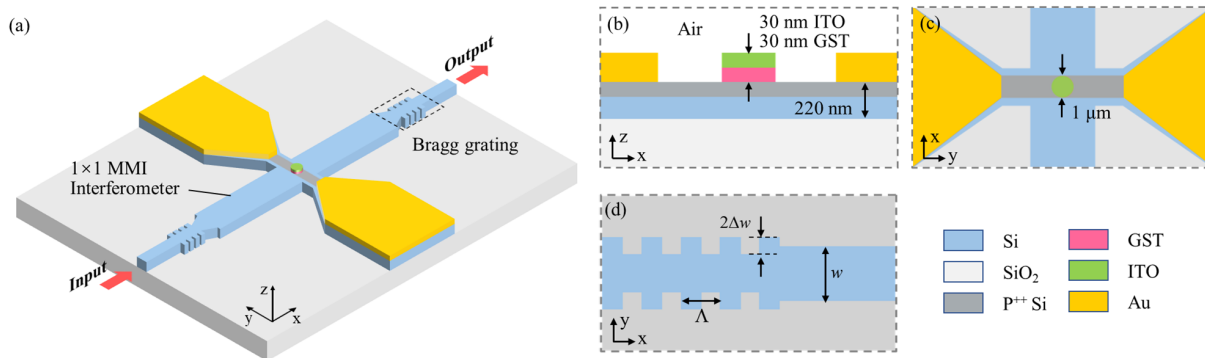 (a)
Output
Bragg grating
1×1 MMI
Interferometer
Input
z
y
x
(b)
Air
30 nm ITO
30 nm GST
220 nm
z
x
(c)
1 μm
x
y
(d)
2Δw
w
Λ
y
x
Si
GST
SiO₂
ITO
P⁺⁺ Si
Au